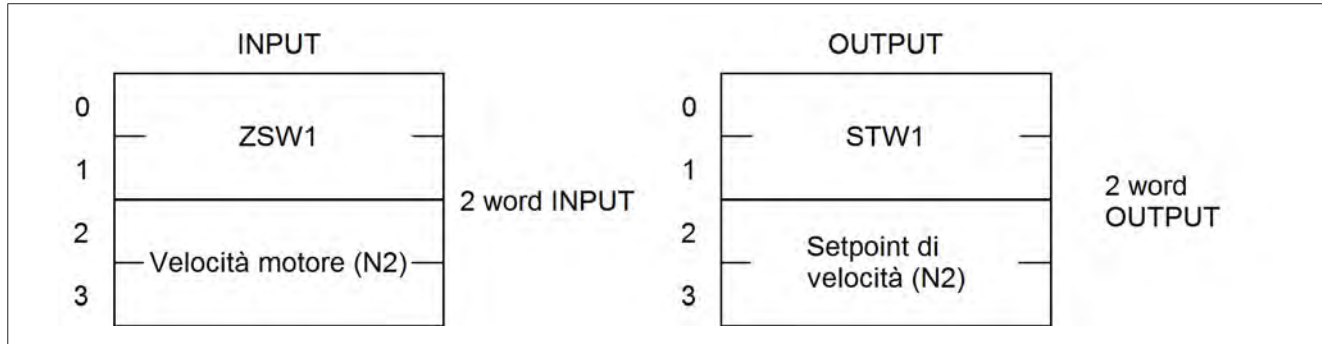 INPUT
0
1
2
3
ZSW1
Velocità motore (N2)
2 word INPUT
OUTPUT
0
1
2
3
STW1
Setpoint di
velocità (N2)
2 word
OUTPUT